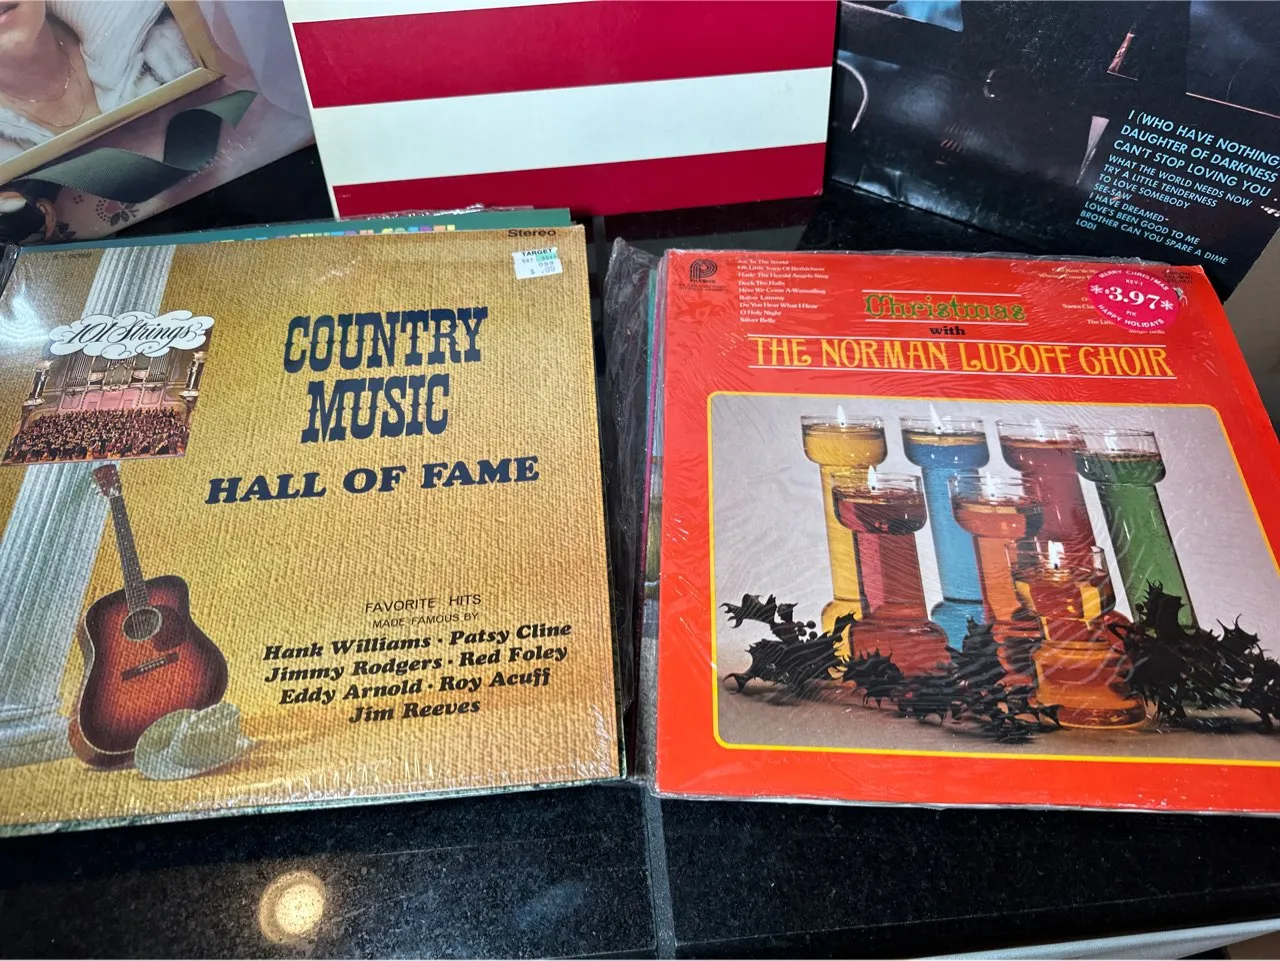 I (WHO HAVE NOTHING)
DAUGHTER OF DARKNESS
CAN'T STOP LOVING YOU
WHAT THE WORLD NEEDS NOW
TRY A LITTLE TENDERNESS
TO LOVE SOMEBODY
SEE-SAW
I HAVE DREAMED
LOVE'S BEEN GOOD TO ME
BROTHER CAN YOU SPARE A DIME
LODI
Stereo
TARGET
101 Strings
COUNTRY
MUSIC
HALL OF FAME
FAVORITE HITS
MADE FAMOUS BY
Hank Williams · Patsy Cline
Jimmy Rodgers · Red Foley
Eddy Arnold · Roy Acuff
Jim Reeves
Joy To The World
Oh Little Town Of Bethlehem
Hark! The Herald Angels Sing
Deck The Halls
Here We Come A-Wassailing
Do You Hear What I Hear
O Holy Night
Silver Bells
MERRY CHRISTMAS
$3.97
HAPPY HOLIDAYS
Christmas
with
THE NORMAN LUBOFF CHOIR